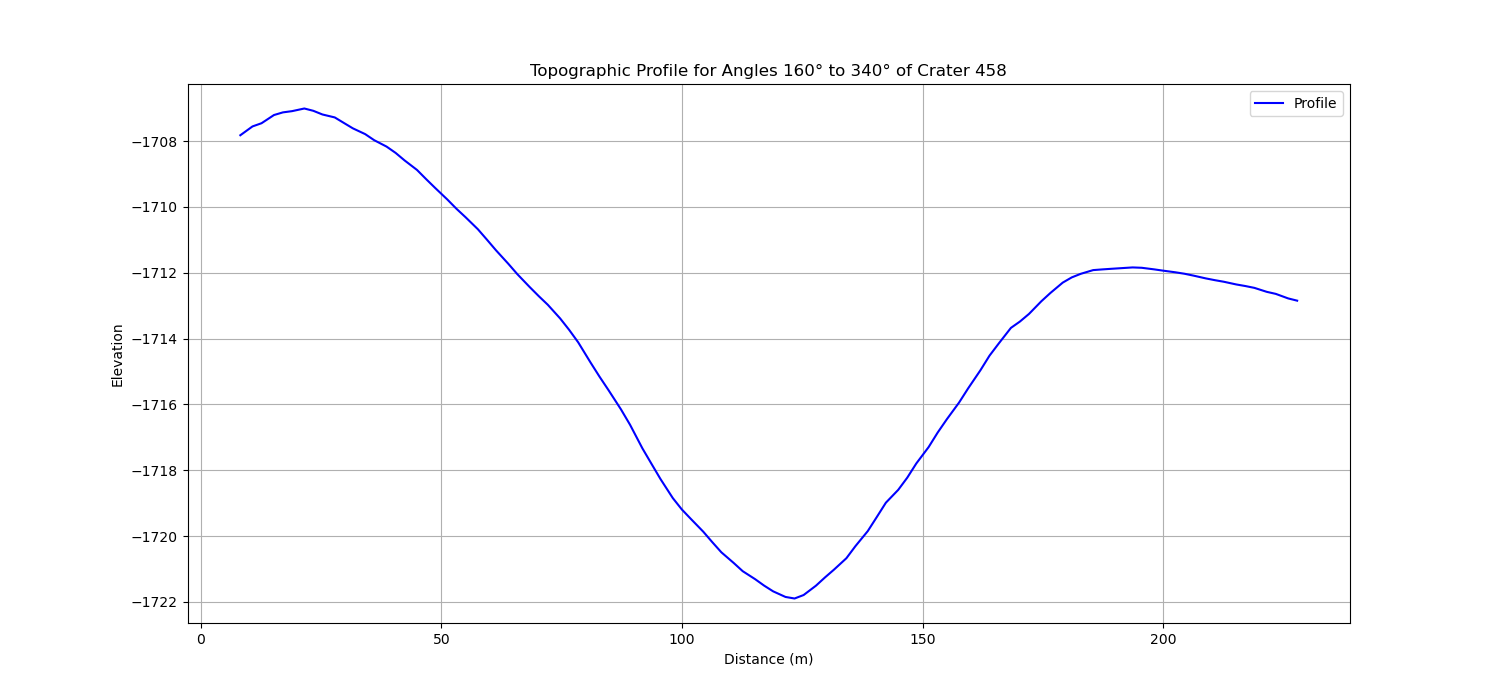 Topographic Profile for Angles 160° to 340° of Crater 458
Profile
−1708
−1710
−1712
−1714
−1716
−1718
−1720
−1722
Elevation
0 50 100 150 200
Distance (m)